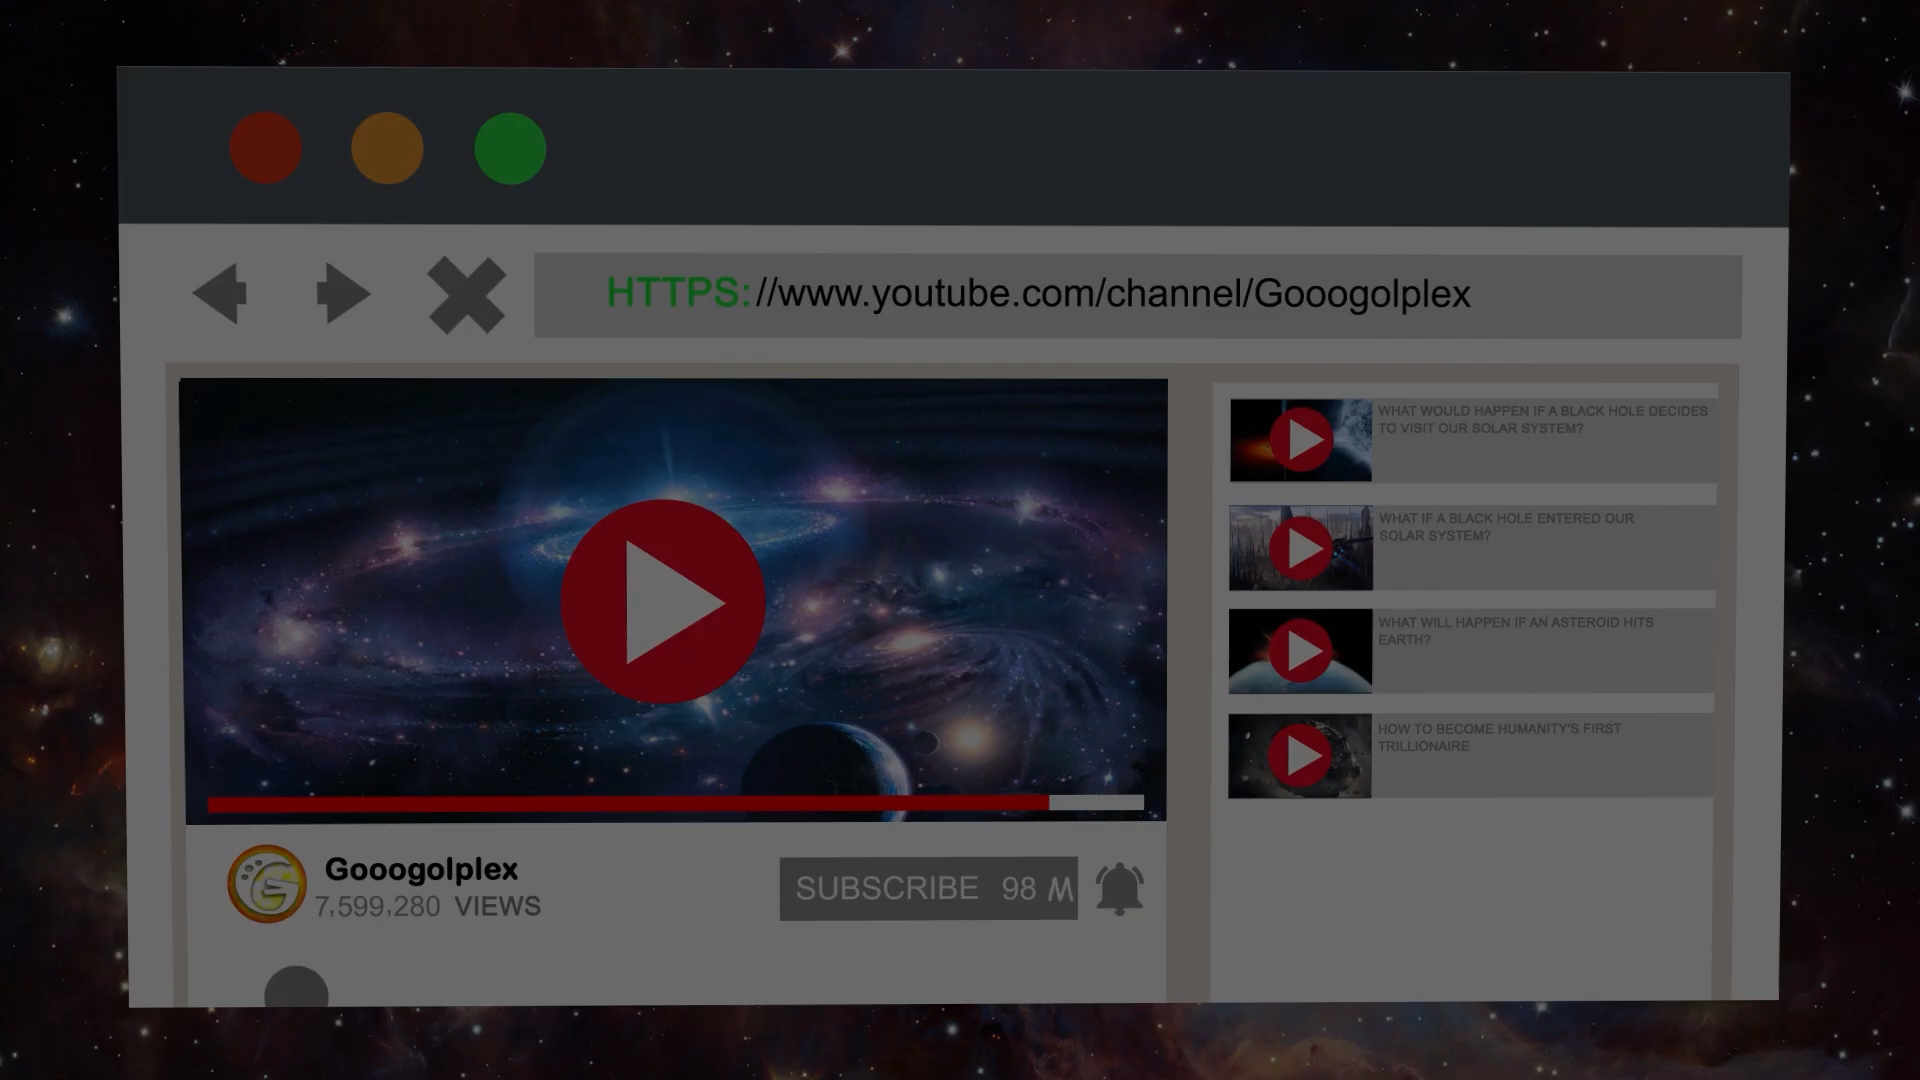 HTTPS://www.youtube.com/channel/Gooogolplex
WHAT WOULD HAPPEN IF A BLACK HOLE DECIDES
TO VISIT OUR SOLAR SYSTEM?
WHAT IF A BLACK HOLE ENTERED OUR
SOLAR SYSTEM?
WHAT WILL HAPPEN IF AN ASTEROID HITS
EARTH?
HOW TO BECOME HUMANITY'S FIRST
TRILLIONAIRE
G
Gooogolplex
7,599,280 VIEWS
SUBSCRIBE 98 M